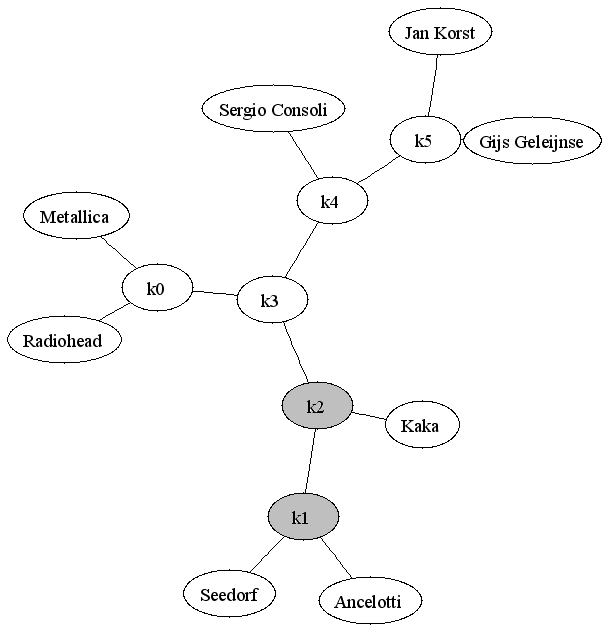 Jan Korst
Sergio Consoli
k5
Gijs Geleijnse
k4
Metallica
k0
k3
Radiohead
k2
Kaka
k1
Seedorf
Ancelotti